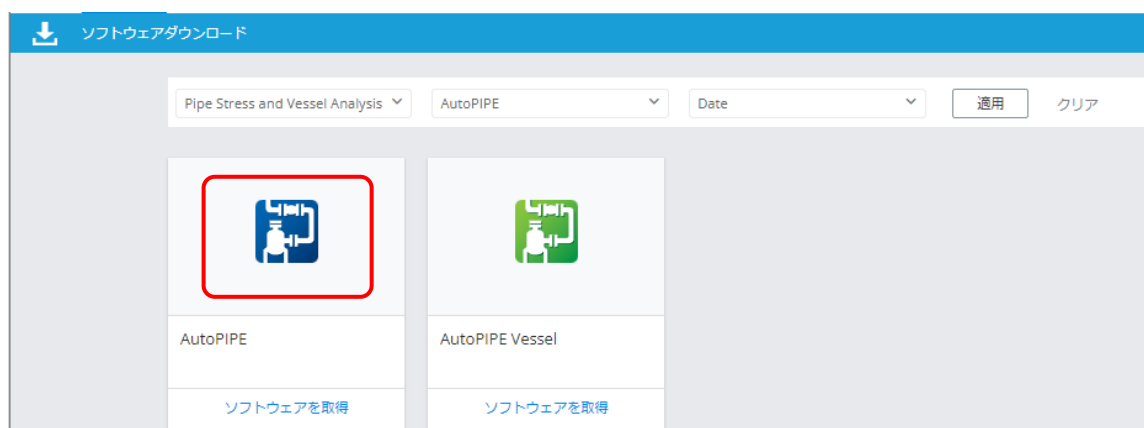 ソフトウェアダウンロード
Pipe Stress and Vessel Analysis AutoPIPE Date 適用 クリア
AutoPIPE AutoPIPE Vessel
ソフトウェアを取得 ソフトウェアを取得